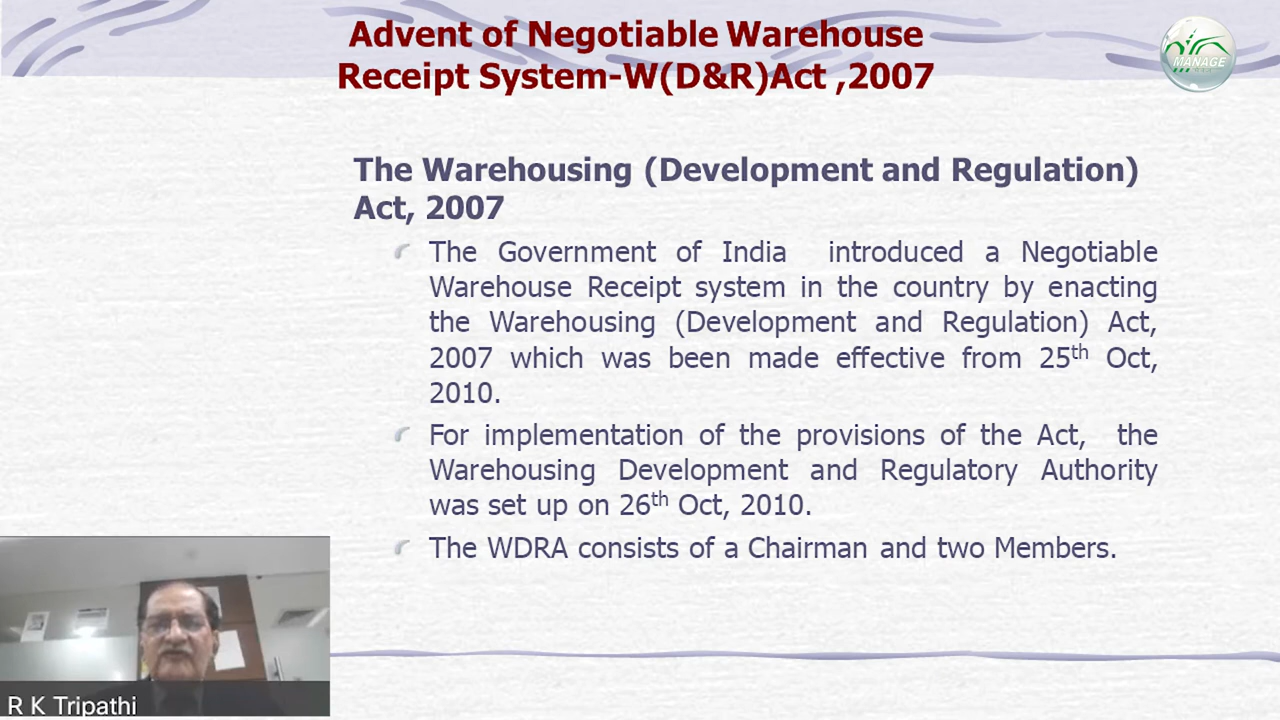 Advent of Negotiable Warehouse
Receipt System-W(D&R)Act ,2007
MANAGE
The Warehousing (Development and Regulation)
Act, 2007
The Government of India introduced a Negotiable
Warehouse Receipt system in the country by enacting
the Warehousing (Development and Regulation) Act,
2007 which was been made effective from 25th Oct,
2010.
For implementation of the provisions of the Act, the
Warehousing Development and Regulatory Authority
was set up on 26th Oct, 2010.
The WDRA consists of a Chairman and two Members.
R K Tripathi